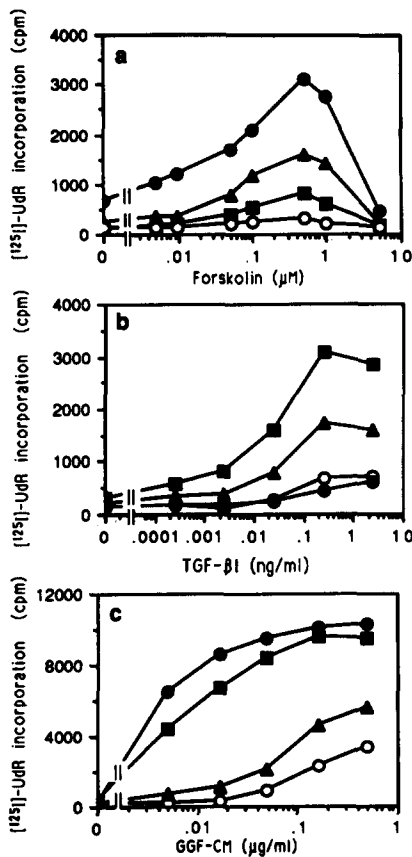 a
[¹²⁵I]-UdR incorporation (cpm)
4000
3000
2000
1000
0
0 .01 .1 1 10
Forskolin (µM)
b
[¹²⁵I]-UdR incorporation (cpm)
4000
3000
2000
1000
0
0 .0001 .001 .01 .1 1 10
TGF-β1 (ng/ml)
c
[¹²⁵I]-UdR incorporation (cpm)
12000
8000
4000
0
0 .01 .1 1
GGF-CM (µg/ml)